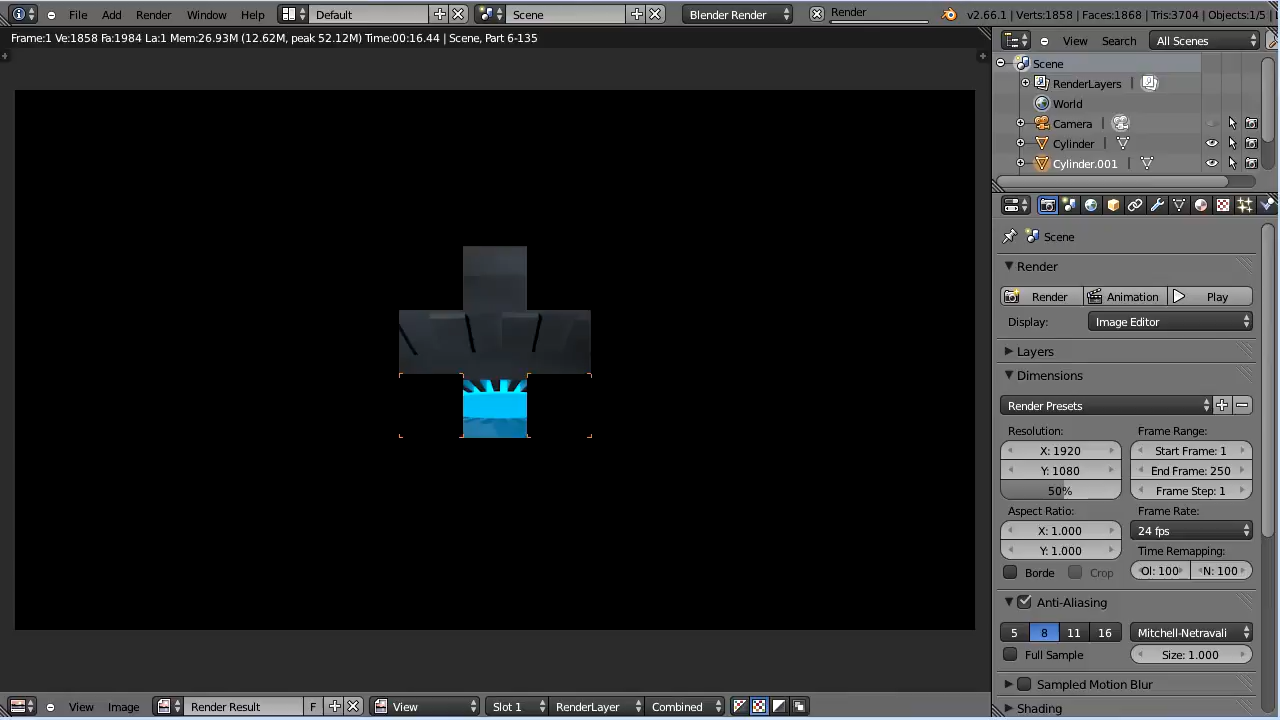 File Add Render Window Help Default Scene Blender Render Render v2.66.1 | Verts:1858 | Faces:1868 | Tris:3704 | Objects:1/5
Frame:1 Ve:1858 Fa:1984 La:1 Mem:26.93M (12.62M, peak 52.12M) Time:00:16.44 | Scene, Part 6-135
View Search All Scenes
Scene
RenderLayers
World
Camera
Cylinder
Cylinder.001
Scene
Render
Render Animation Play
Display: Image Editor
Layers
Dimensions
Render Presets
Resolution: Frame Range:
X: 1920 Start Frame: 1
Y: 1080 End Frame: 250
50% Frame Step: 1
Aspect Ratio: Frame Rate:
X: 1.000 24 fps
Y: 1.000 Time Remapping:
Borde Crop Ol: 100 N: 100
Anti-Aliasing
5 8 11 16 Mitchell-Netravali
Full Sample Size: 1.000
Sampled Motion Blur
Shading
View Image Render Result F View Slot 1 RenderLayer Combined